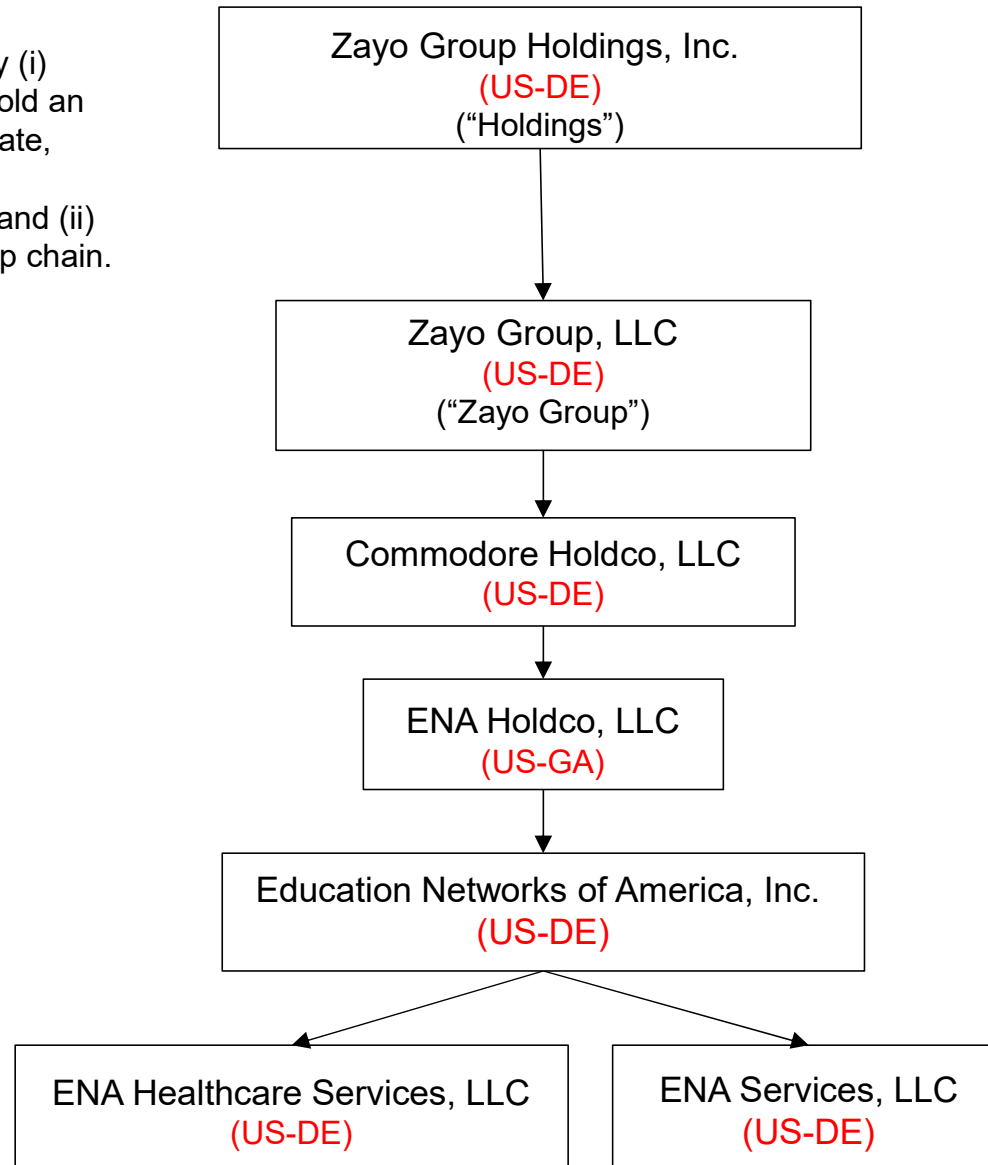 y (i)
old an
ate,
and (ii)
p chain.
Zayo Group Holdings, Inc.
(US-DE)
(“Holdings”)
Zayo Group, LLC
(US-DE)
(“Zayo Group”)
Commodore Holdco, LLC
(US-DE)
ENA Holdco, LLC
(US-GA)
Education Networks of America, Inc.
(US-DE)
ENA Healthcare Services, LLC
(US-DE)
ENA Services, LLC
(US-DE)